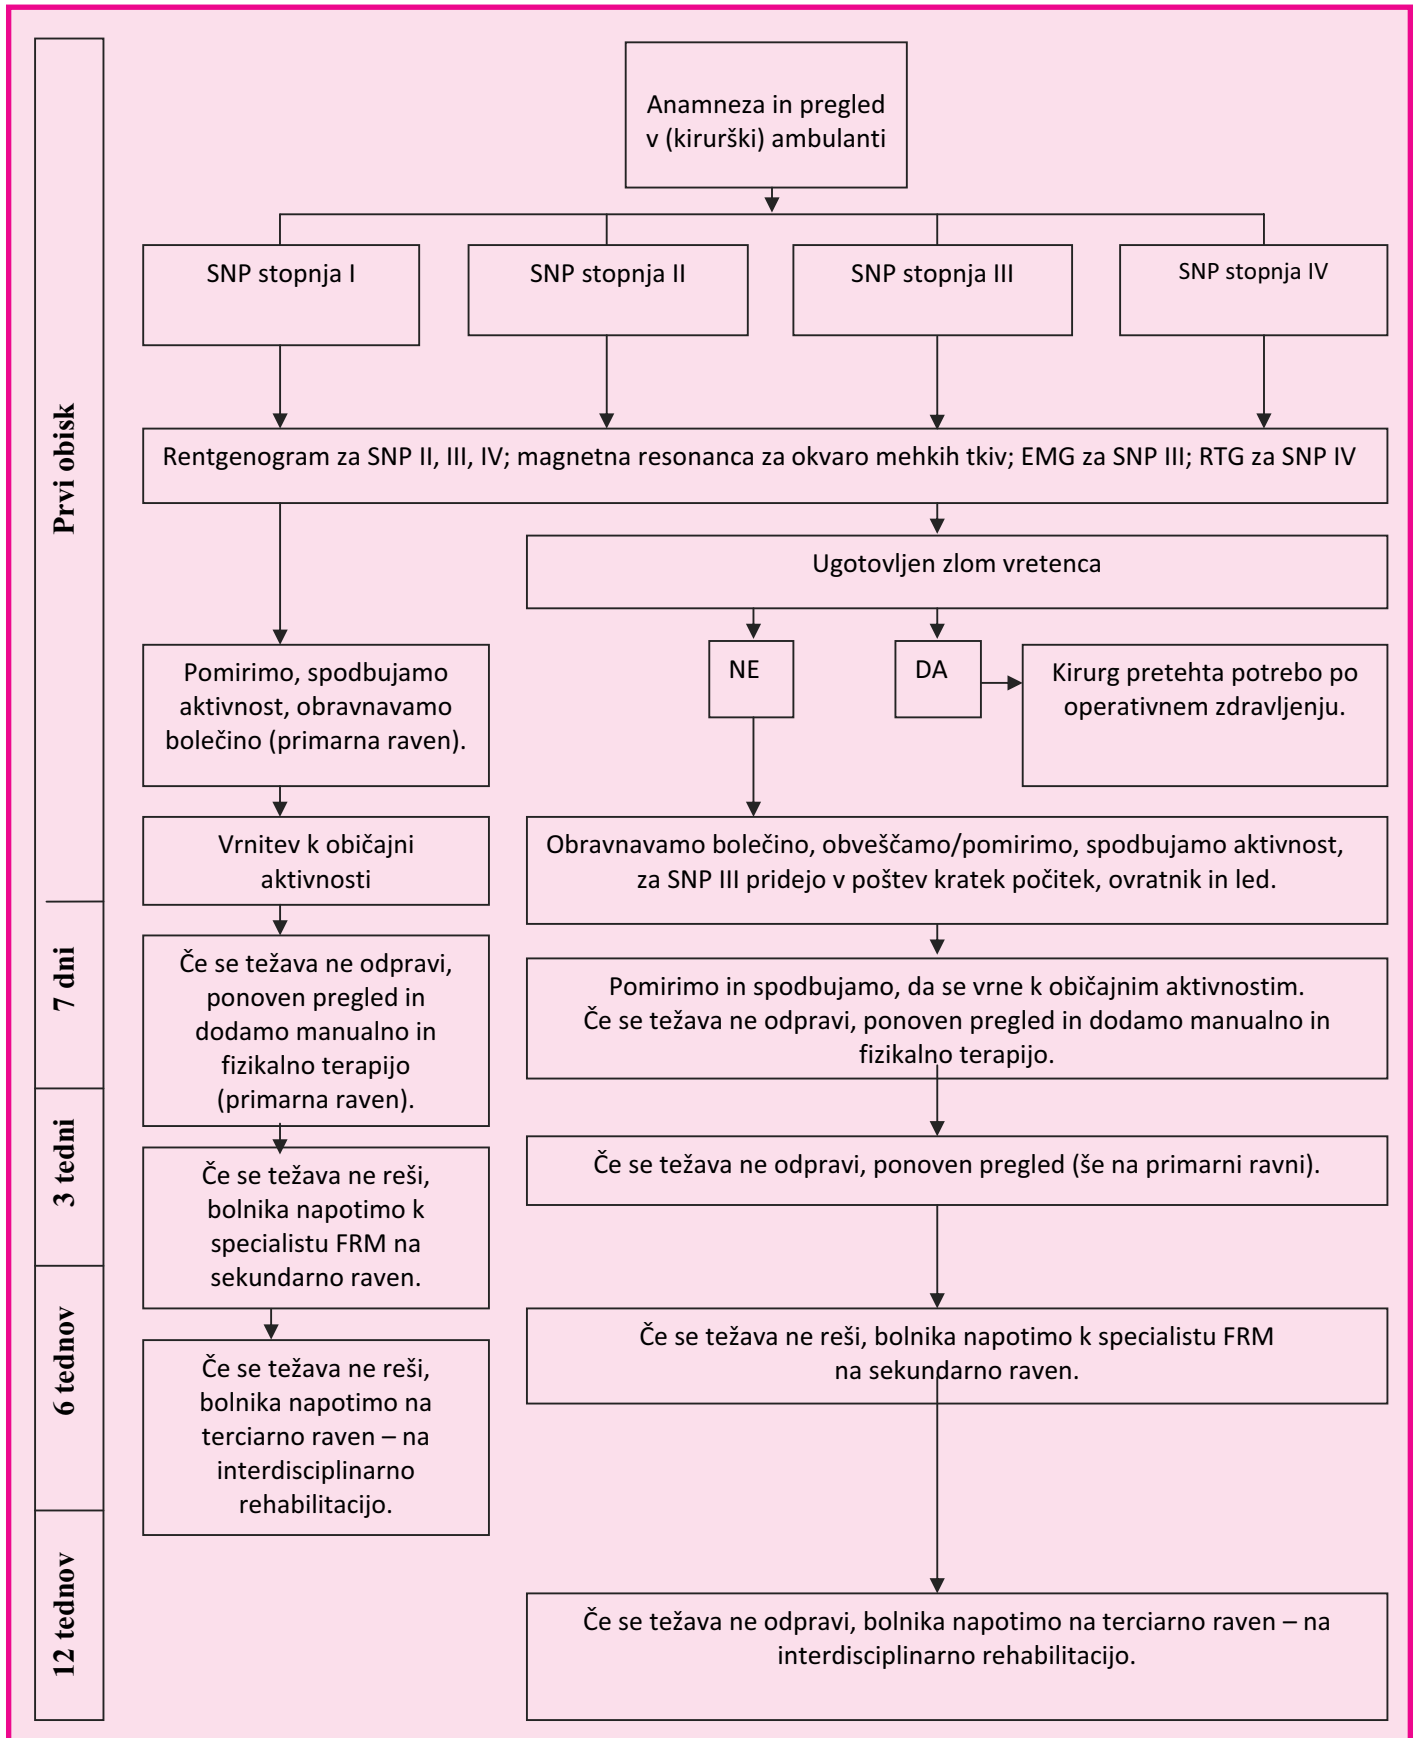 Anamneza in pregled
v (kirurški) ambulanti
SNP stopnja I
SNP stopnja II
SNP stopnja III
SNP stopnja IV
Prvi obisk
Rentgenogram za SNP II, III, IV; magnetna resonanca za okvaro mehkih tkiv; EMG za SNP III; RTG za SNP IV
Ugotovljen zlom vretenca
NE
DA
Kirurg pretehta potrebo po
operativnem zdravljenju.
Pomirimo, spodbujamo
aktivnost, obravnavamo
bolečino (primarna raven).
Vrnitev k običajni
aktivnosti
Obravnavamo bolečino, obveščamo/pomirimo, spodbujamo aktivnost,
za SNP III pridejo v poštev kratek počitek, ovratnik in led.
7 dni
Če se težava ne odpravi,
ponoven pregled in
dodamo manualno in
fizikalno terapijo
(primarna raven).
Pomirimo in spodbujamo, da se vrne k običajnim aktivnostim.
Če se težava ne odpravi, ponoven pregled in dodamo manualno in
fizikalno terapijo.
3 tedni
Če se težava ne reši,
bolnika napotimo k
specialistu FRM na
sekundarno raven.
Če se težava ne odpravi, ponoven pregled (še na primarni ravni).
6 tednov
Če se težava ne reši,
bolnika napotimo na
terciarno raven – na
interdisciplinarno
rehabilitacijo.
Če se težava ne reši, bolnika napotimo k specialistu FRM
na sekundarno raven.
12 tednov
Če se težava ne odpravi, bolnika napotimo na terciarno raven – na
interdisciplinarno rehabilitacijo.